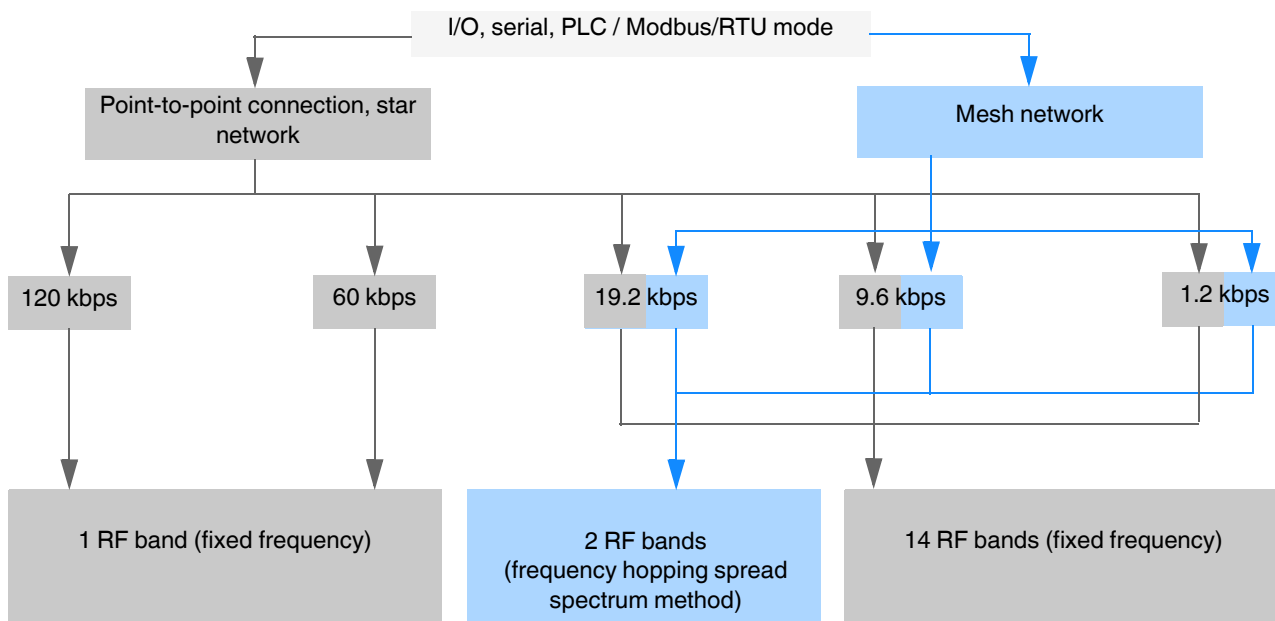 I/O, serial, PLC / Modbus/RTU mode
Point-to-point connection, star
network
Mesh network
120 kbps
60 kbps
19.2 kbps
9.6 kbps
1.2 kbps
1 RF band (fixed frequency)
2 RF bands
(frequency hopping spread
spectrum method)
14 RF bands (fixed frequency)